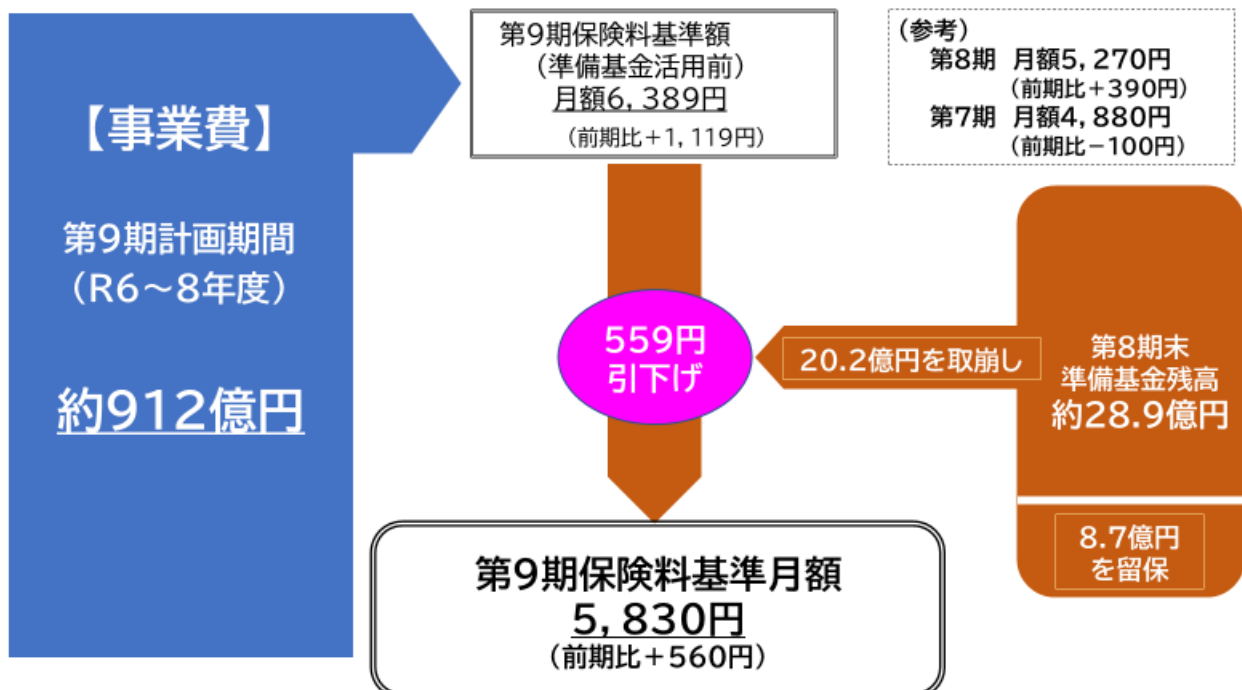 【事業費】
第9期計画期間
（R6～8年度）
約912億円
第9期保険料基準額
（準備基金活用前）
月額6,389円
（前期比＋1,119円）
（参考）
第8期 月額5,270円
（前期比＋390円）
第7期 月額4,880円
（前期比－100円）
559円
引下げ
20.2億円を取崩し
第8期末
準備基金残高
約28.9億円
8.7億円
を留保
第9期保険料基準月額
5,830円
（前期比＋560円）